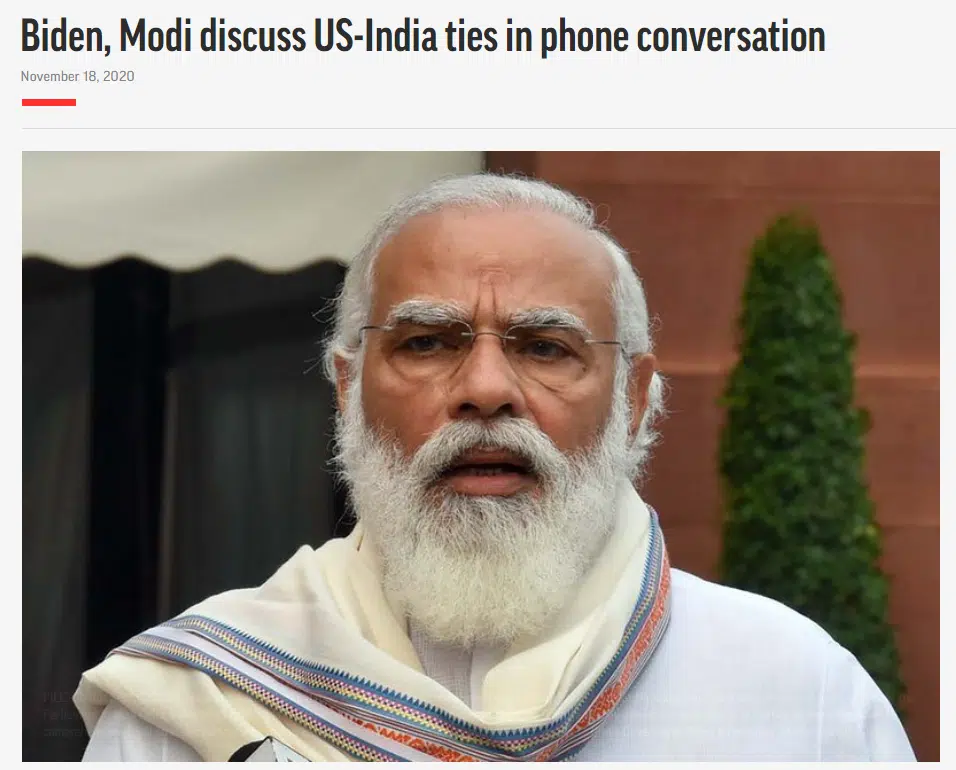 Biden, Modi discuss US-India ties in phone conversation
November 18, 2020